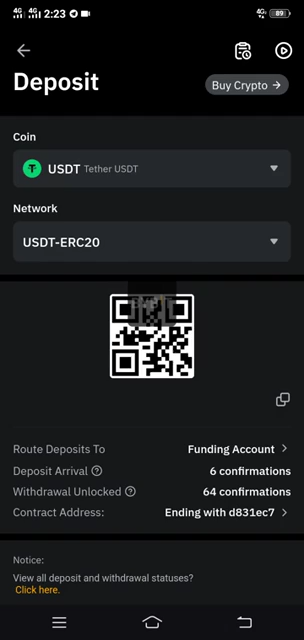 4G 4G 2:23 4G 89
Deposit
Buy Crypto →
Coin
USDT Tether USDT
Network
USDT-ERC20
Route Deposits To Funding Account >
Deposit Arrival 6 confirmations
Withdrawal Unlocked 64 confirmations
Contract Address: Ending with d831ec7 >
Notice:
View all deposit and withdrawal statuses?
Click here.